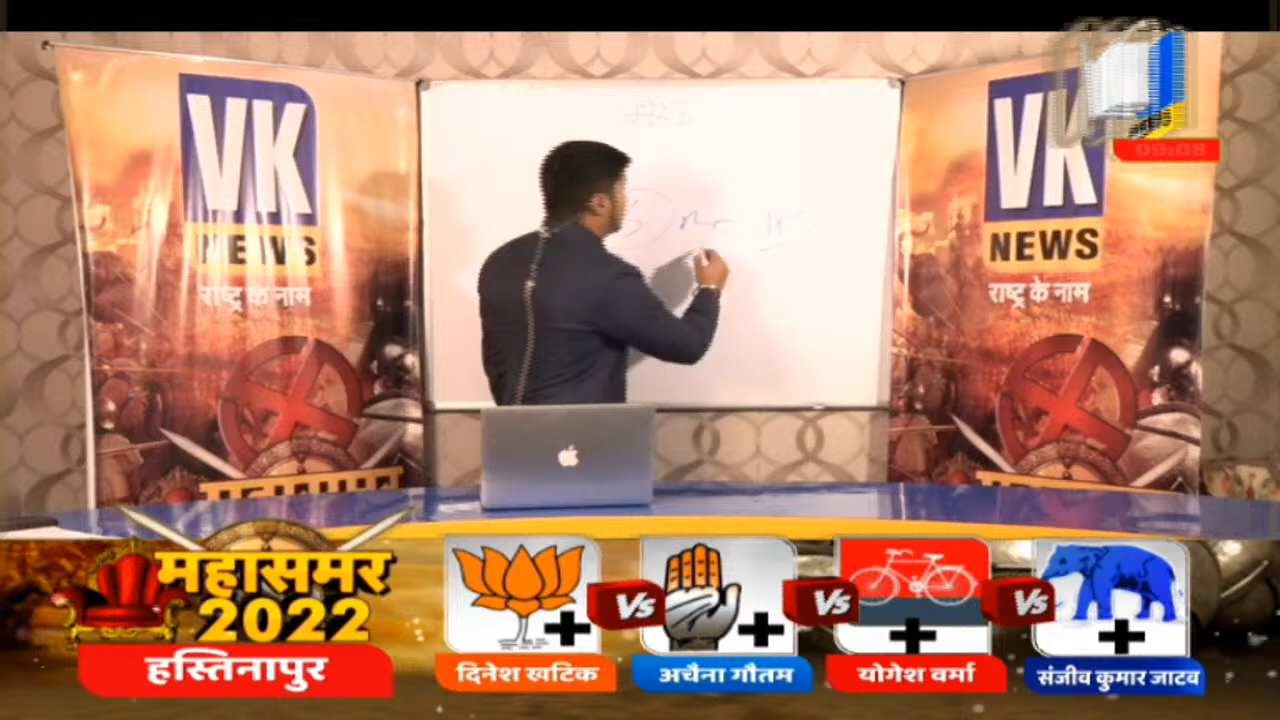 VK
NEWS
राष्ट्र के नाम
VK
NEWS
राष्ट्र के नाम
09:08
महासमर
2022
हस्तिनापुर
Vs
Vs
Vs
दिनेश खटिक
अर्चना गौतम
योगेश वर्मा
संजीव कुमार जाटव